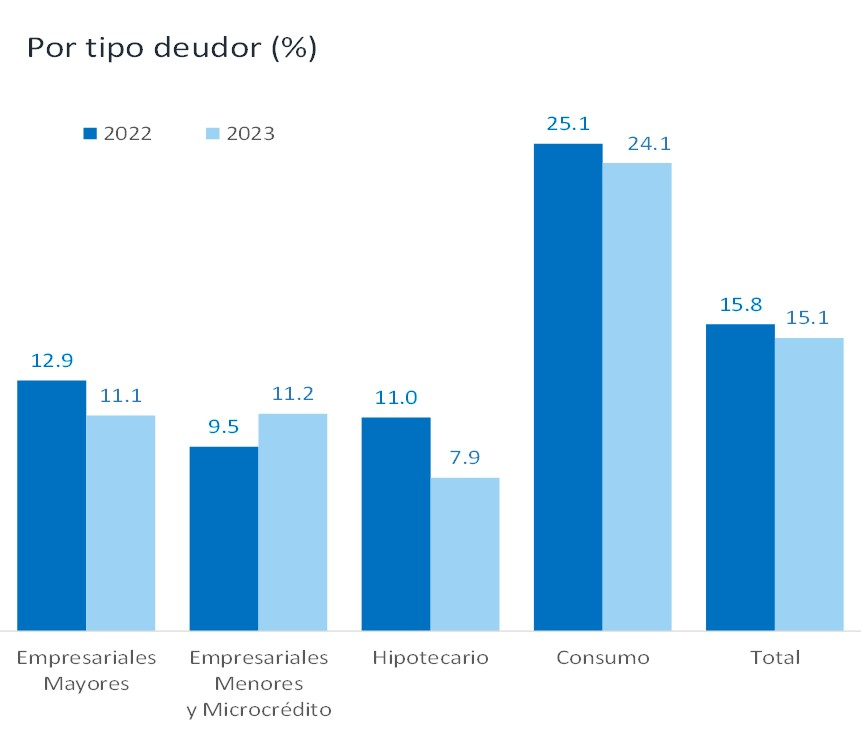 Por tipo deudor (%)
2022 2023
25.1
24.1
15.8
15.1
12.9
11.1
11.2
11.0
9.5
7.9
Empresariales Mayores
Empresariales Menores y Microcrédito
Hipotecario
Consumo
Total